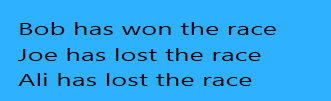 Bob has won the race
Joe has lost the race
Ali has lost the race